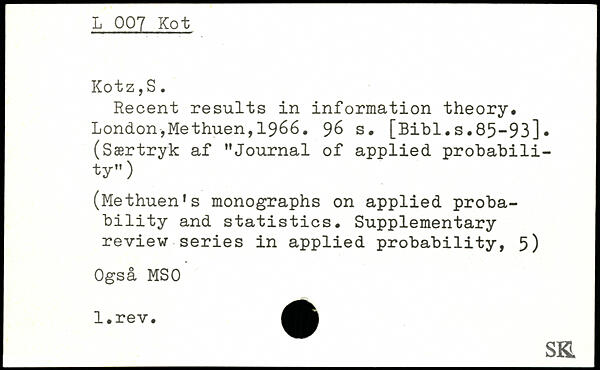 L 007 Kot
Kotz,S.
Recent results in information theory.
London,Methuen,1966. 96 s. [Bibl.s.85-93].
(Særtryk af "Journal of applied probabili-
ty")
(Methuen's monographs on applied proba-
bility and statistics. Supplementary
review series in applied probability, 5)
Også MSO
1.rev.